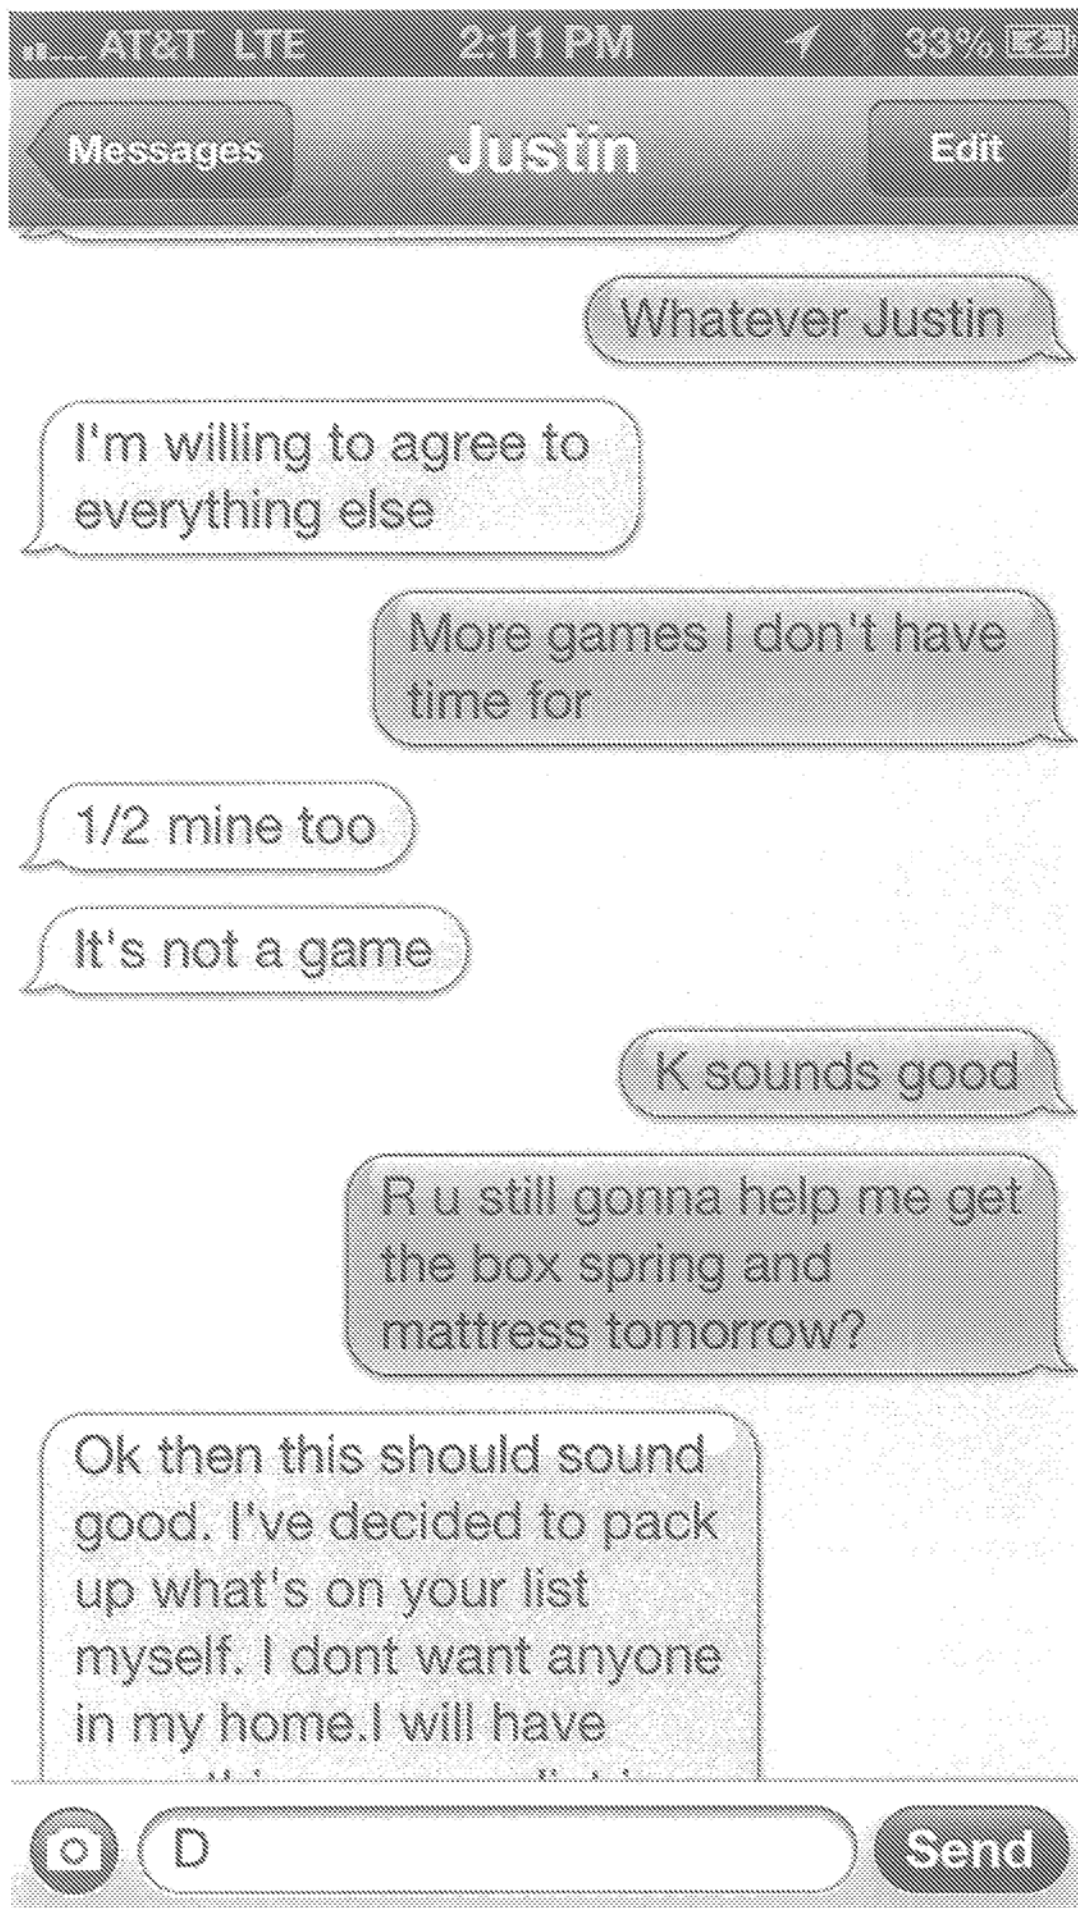 AT&T LTE 2:11 PM 33%
Messages Justin Edit
Whatever Justin
I'm willing to agree to
everything else
More games I don't have
time for
1/2 mine too
It's not a game
K sounds good
R u still gonna help me get
the box spring and
mattress tomorrow?
Ok then this should sound
good. I've decided to pack
up what's on your list
myself. I dont want anyone
in my home.I will have
D Send